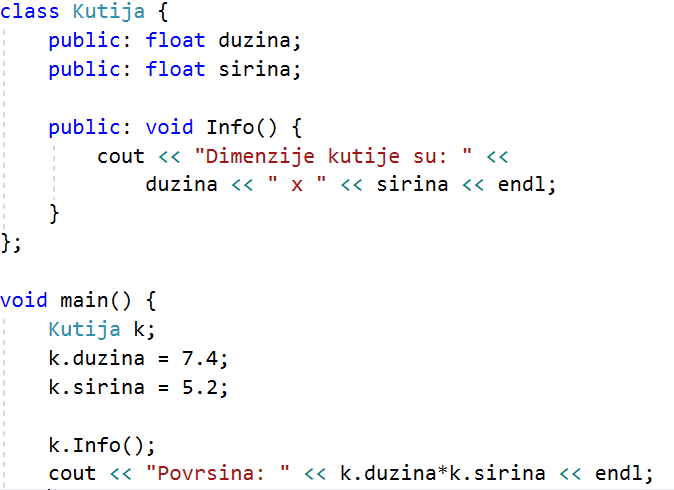 class Kutija {
    public: float duzina;
    public: float sirina;

    public: void Info() {
        cout << "Dimenzije kutije su: " <<
            duzina << " x " << sirina << endl;
    }
};

void main() {
    Kutija k;
    k.duzina = 7.4;
    k.sirina = 5.2;

    k.Info();
    cout << "Povrsina: " << k.duzina*k.sirina << endl;